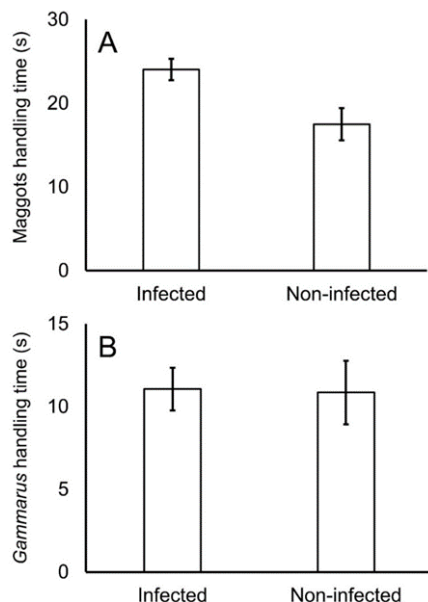 A
Maggots handling time (s)
30
20
10
0
Infected Non-infected
B
Gammarus handling time (s)
15
10
5
0
Infected Non-infected